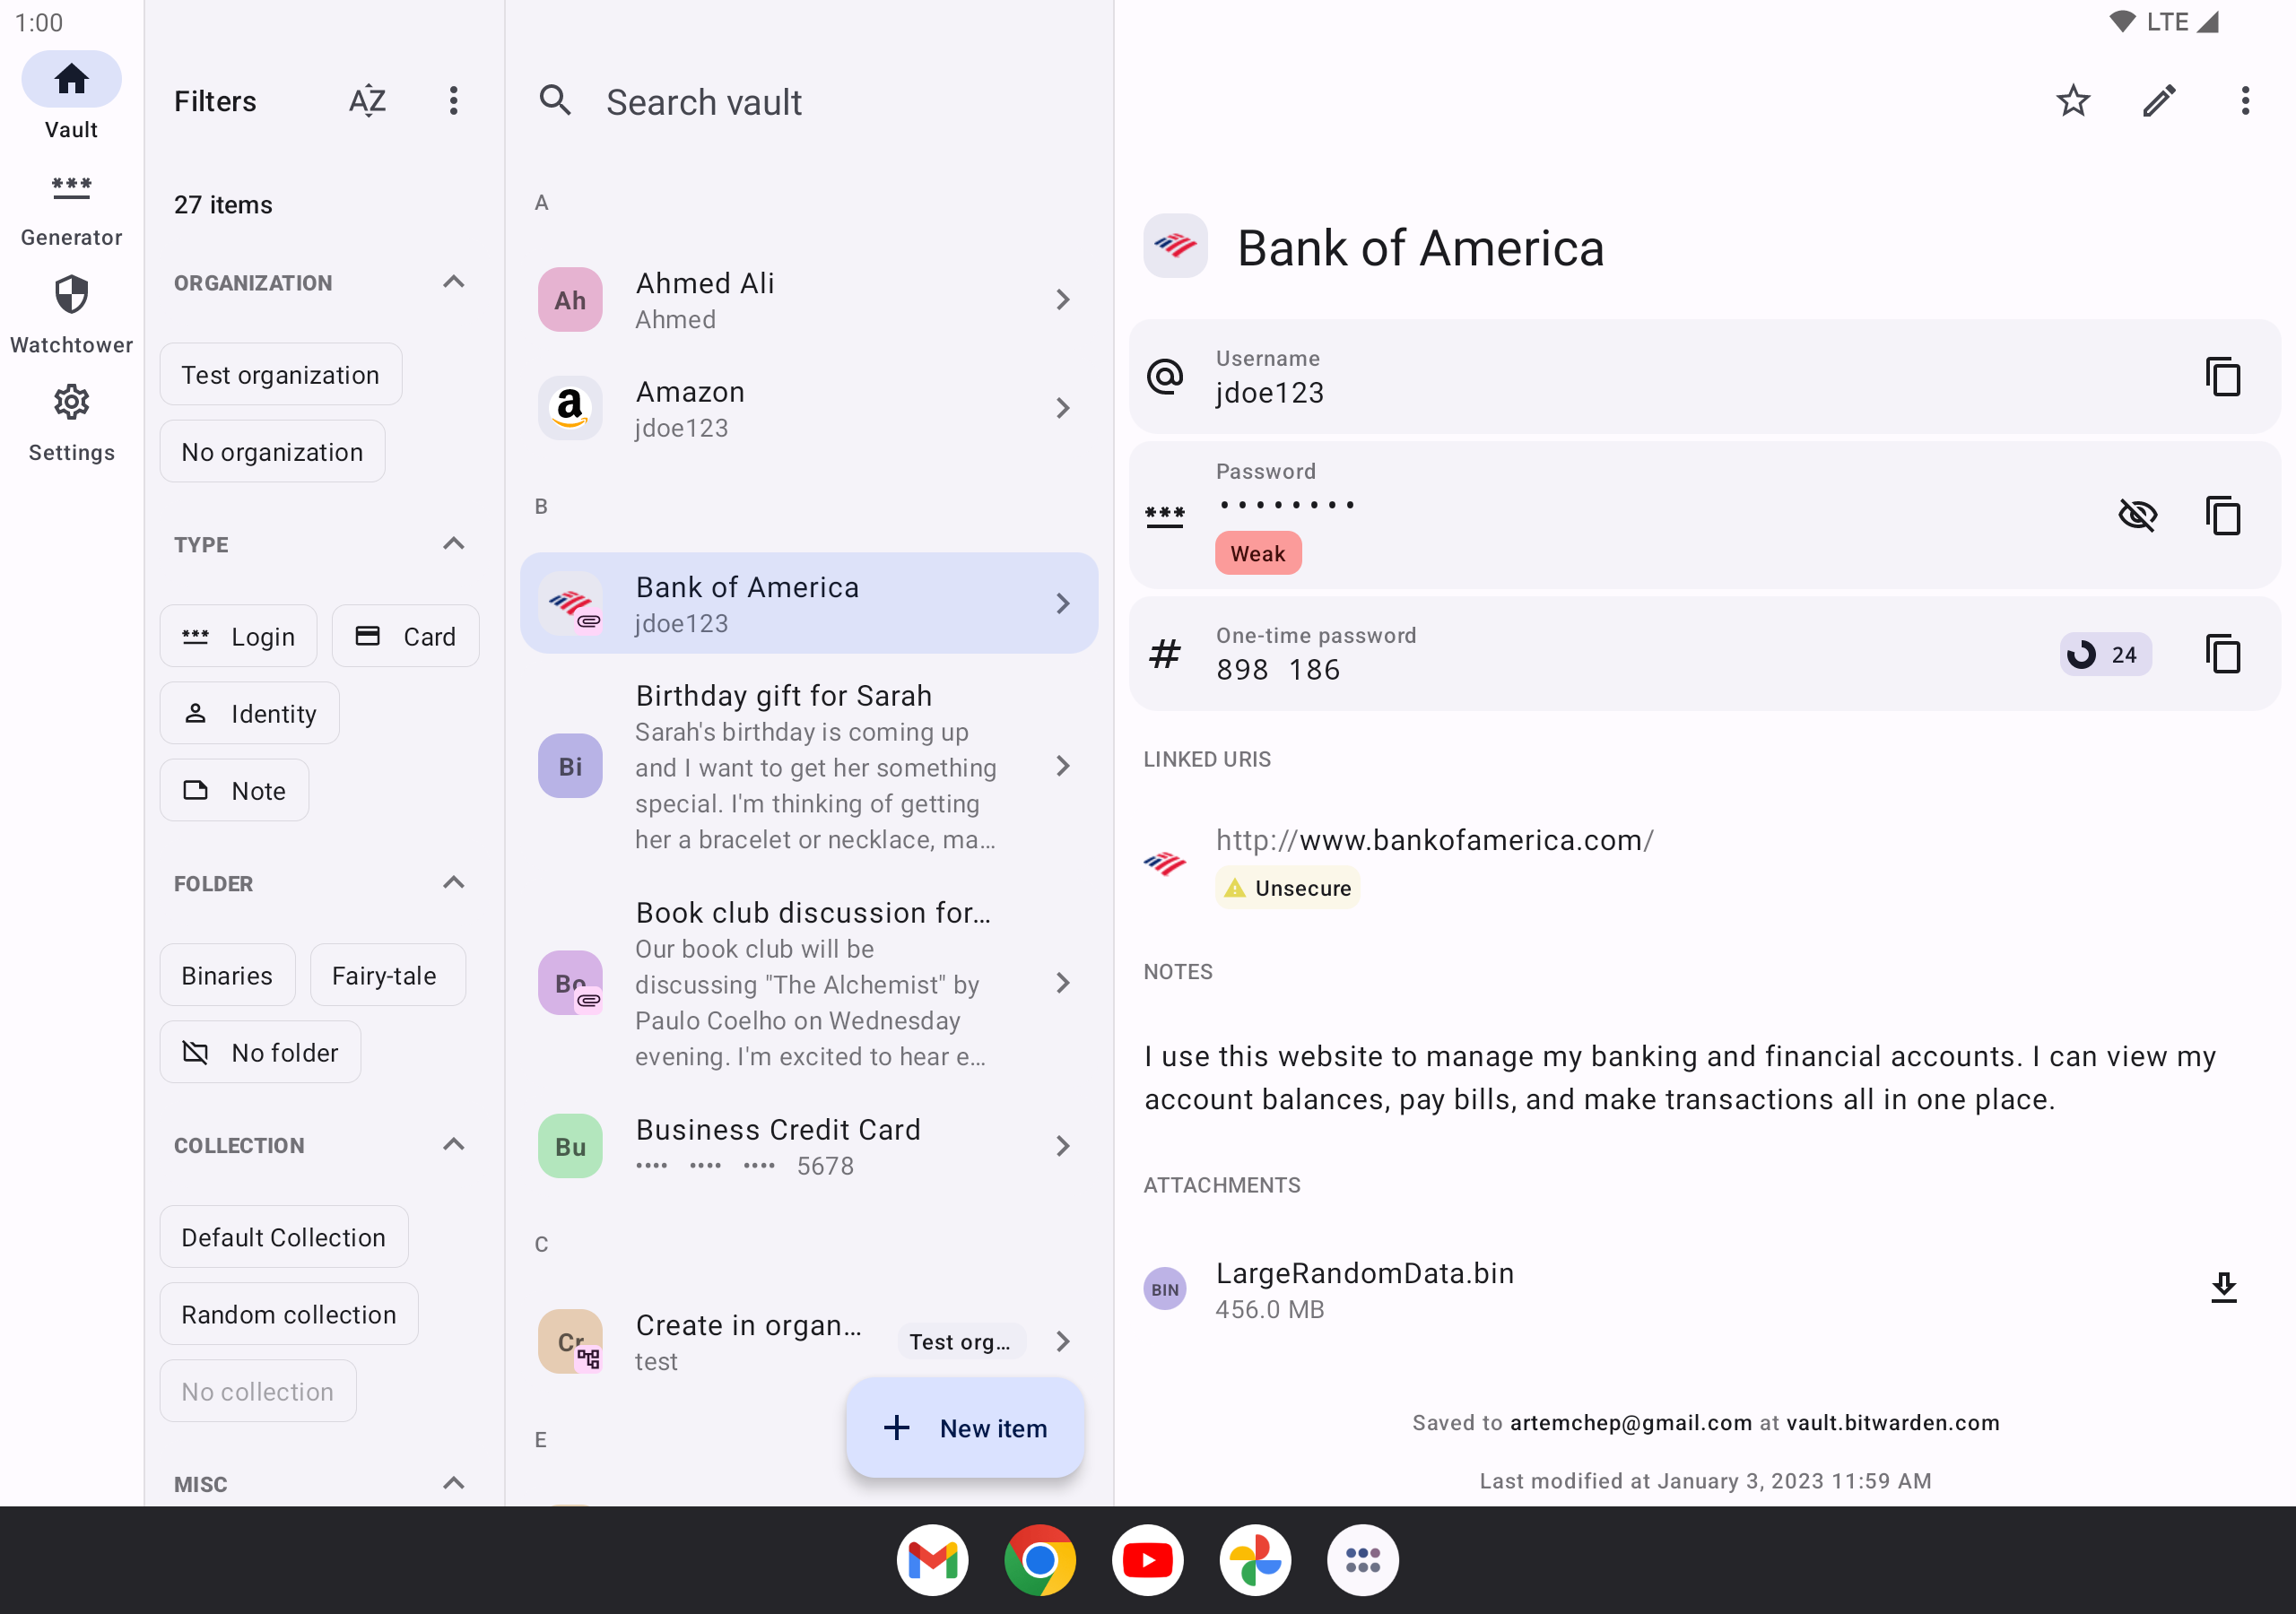 1:00
LTE
Vault
Generator
Watchtower
Settings
Filters
AZ
27 items
ORGANIZATION
Test organization
No organization
TYPE
*** Login
Card
Identity
Note
FOLDER
Binaries
Fairy-tale
No folder
COLLECTION
Default Collection
Random collection
No collection
MISC
Search vault
A
Ah
Ahmed Ali
Ahmed
a
Amazon
jdoe123
B
Bank of America
jdoe123
Bi
Birthday gift for Sarah
Sarah's birthday is coming up
and I want to get her something
special. I'm thinking of getting
her a bracelet or necklace, ma...
Bo
Book club discussion for...
Our book club will be
discussing "The Alchemist" by
Paulo Coelho on Wednesday
evening. I'm excited to hear e...
Bu
Business Credit Card
•••• •••• •••• 5678
C
Cr
Create in organ...
test
Test org...
E
+ New item
Bank of America
Username
jdoe123
Password
••••••••
Weak
One-time password
898 186
24
LINKED URIS
http://www.bankofamerica.com/
Unsecure
NOTES
I use this website to manage my banking and financial accounts. I can view my
account balances, pay bills, and make transactions all in one place.
ATTACHMENTS
BIN
LargeRandomData.bin
456.0 MB
Saved to artemchep@gmail.com at vault.bitwarden.com
Last modified at January 3, 2023 11:59 AM